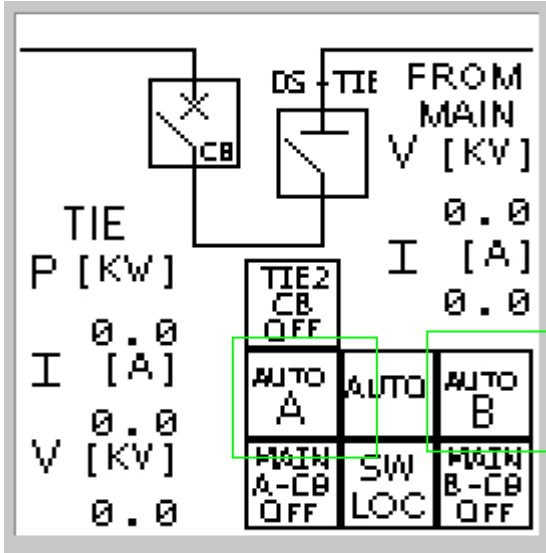 DS-TIE
FROM
MAIN
V [KV]
0.0
I [A]
0.0
CB
TIE
P [KW]
0.0
I [A]
0.0
V [KV]
0.0
TIE2
CB
OFF
AUTO
A
AUTO
AUTO
B
MAIN
A-CB
OFF
SW
LOC
MAIN
B-CB
OFF